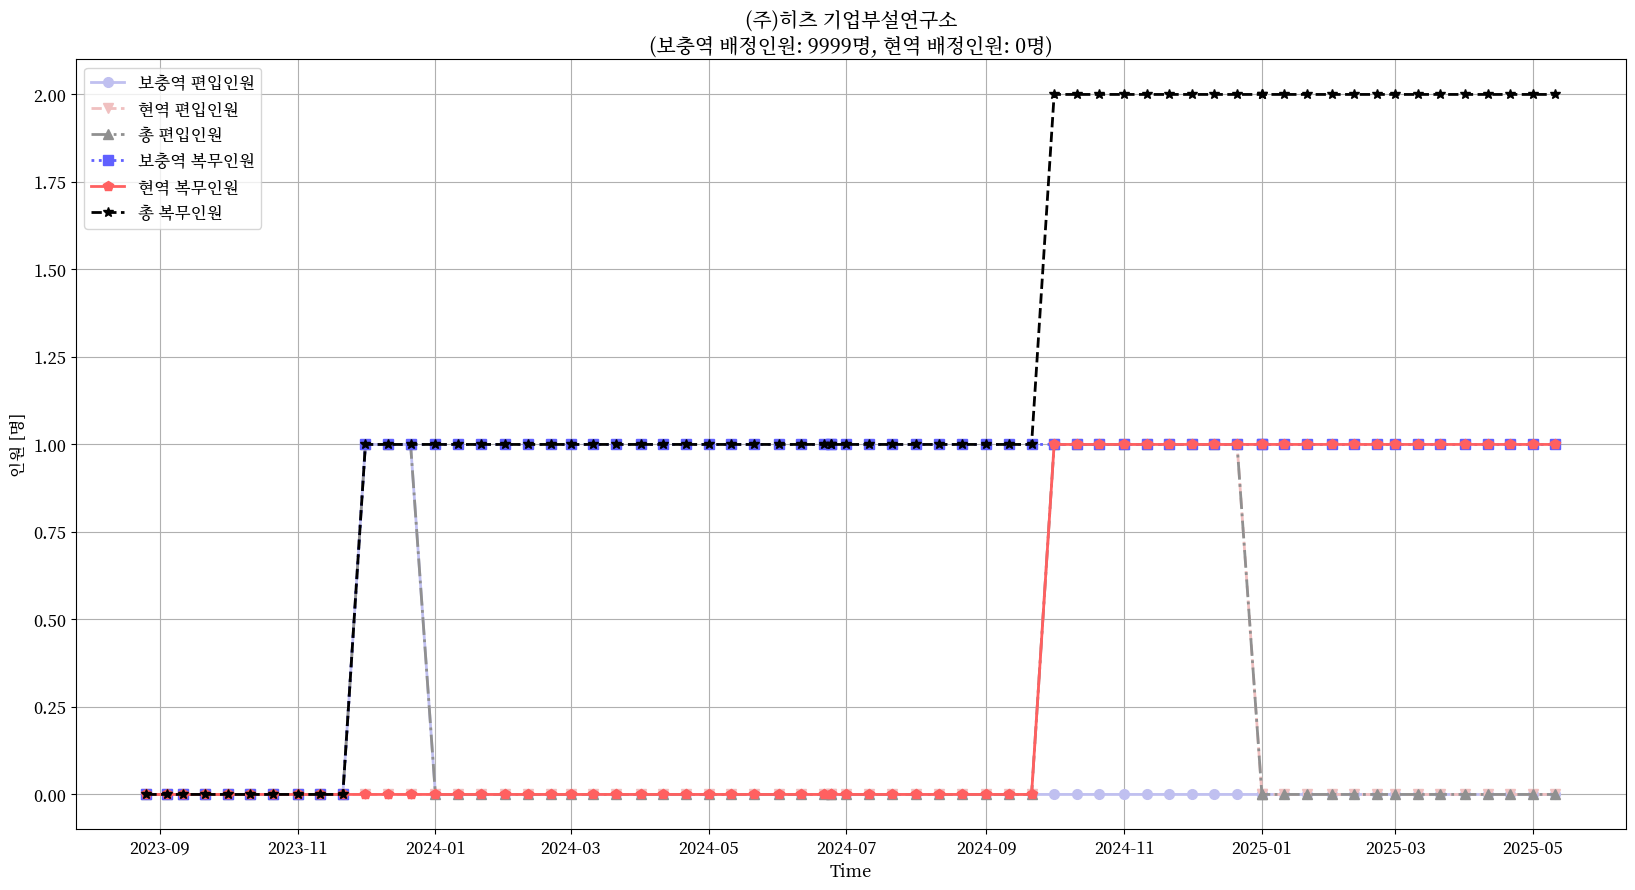 (주)히츠 기업부설연구소
(보충역 배정인원: 9999명, 현역 배정인원: 0명)
보충역 편입인원
현역 편입인원
총 편입인원
보충역 복무인원
현역 복무인원
총 복무인원
인원 [명]
2.00
1.75
1.50
1.25
1.00
0.75
0.50
0.25
0.00
2023-09
2023-11
2024-01
2024-03
2024-05
2024-07
2024-09
2024-11
2025-01
2025-03
2025-05
Time